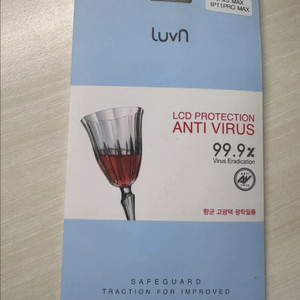 IP11PRO MAX
Luvn
LCD PROTECTION
ANTI VIRUS
99.9%
Virus Eradication
항균 고광택 광학필름
SAFEGUARD
TRACTION FOR IMPROVED